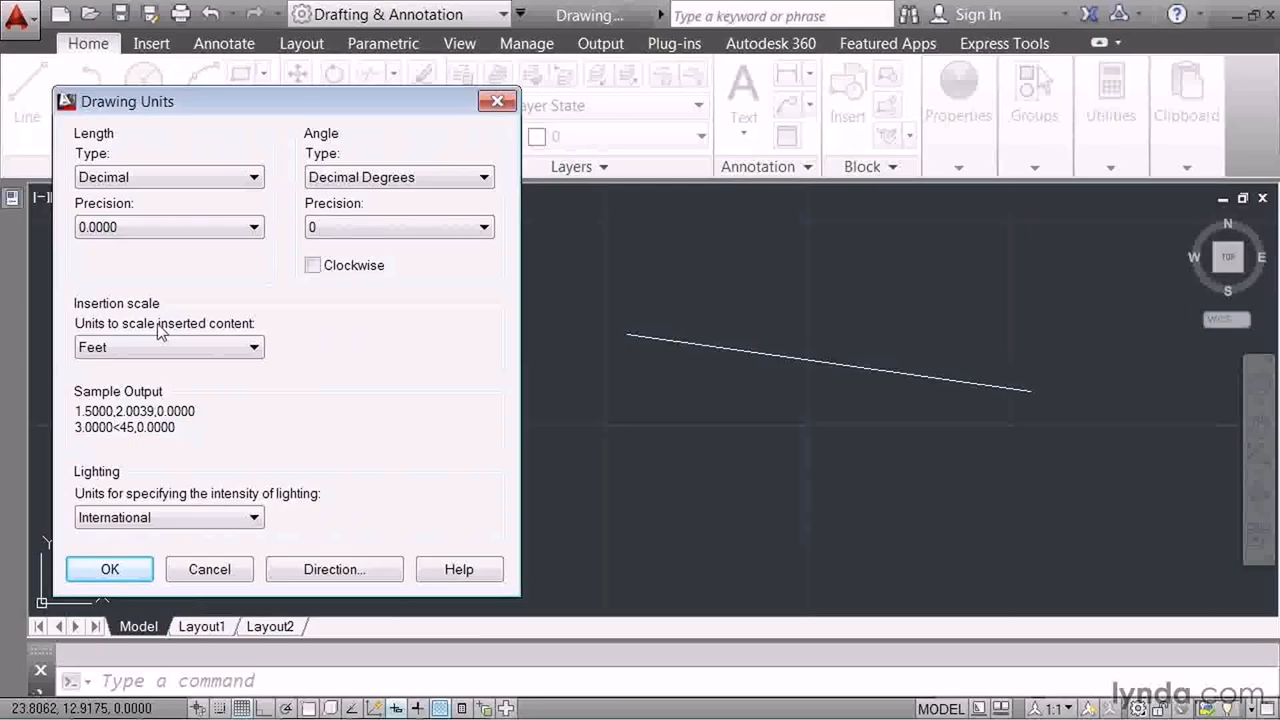 Drafting & Annotation
Drawing...
Type a keyword or phrase
Sign In
Home Insert Annotate Layout Parametric View Manage Output Plug-ins Autodesk 360 Featured Apps Express Tools
Line
Layer State
0
Text
Insert
Properties
Groups
Utilities
Clipboard
Layers
Annotation
Block
Drawing Units
Length
Type:
Decimal
Precision:
0.0000
Angle
Type:
Decimal Degrees
Precision:
0
Clockwise
Insertion scale
Units to scale inserted content:
Feet
Sample Output
1.5000,2.0039,0.0000
3.0000<45,0.0000
Lighting
Units for specifying the intensity of lighting:
International
OK Cancel Direction... Help
[-]
N
W TOP E
S
WCS
Y
Model Layout1 Layout2
Type a command
23.8062, 12.9175, 0.0000
MODEL
1:1
lynda.com